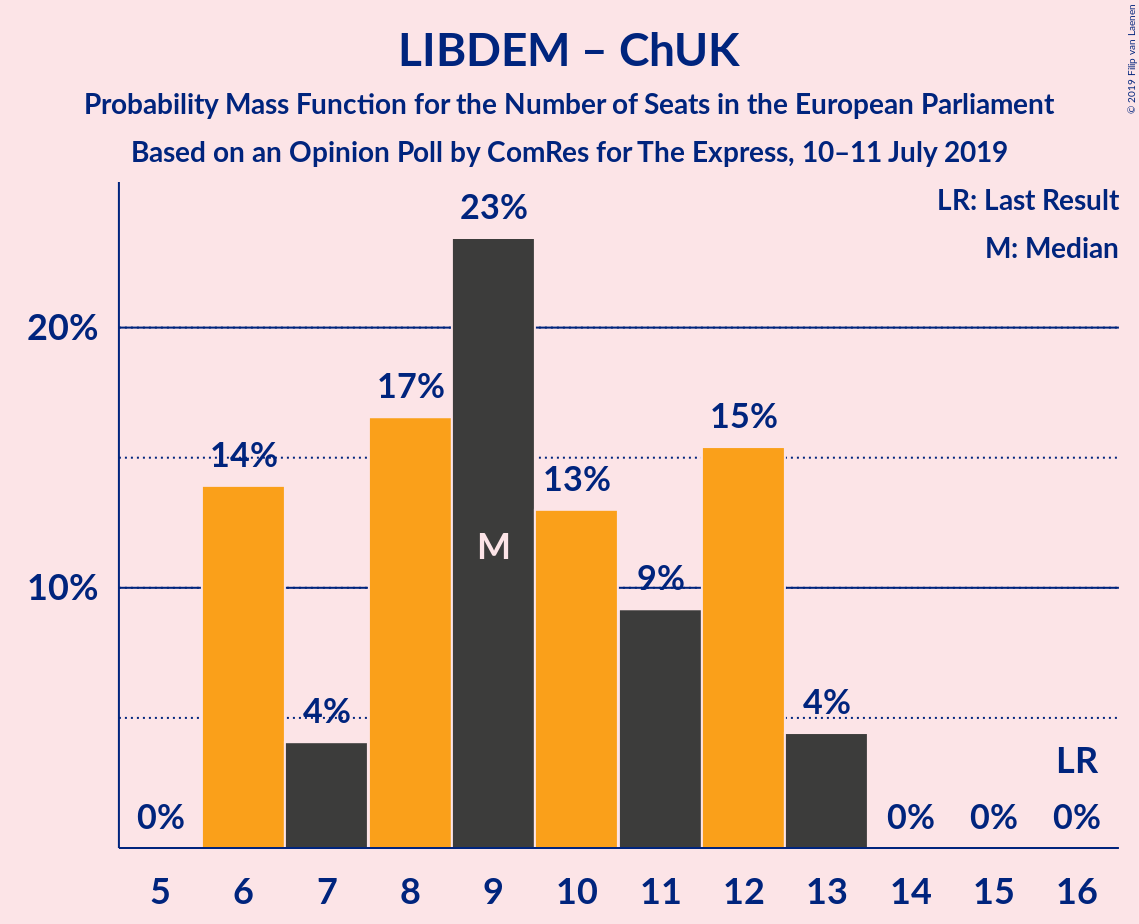 LIBDEM – ChUK
Probability Mass Function for the Number of Seats in the European Parliament
Based on an Opinion Poll by ComRes for The Express, 10–11 July 2019
© 2019 Filip van Laenen
LR: Last Result
M: Median
23%
20%
17%
15%
14%
13%
M
10%
9%
4%
4%
LR
0%
0%
0%
0%
5 6 7 8 9 10 11 12 13 14 15 16